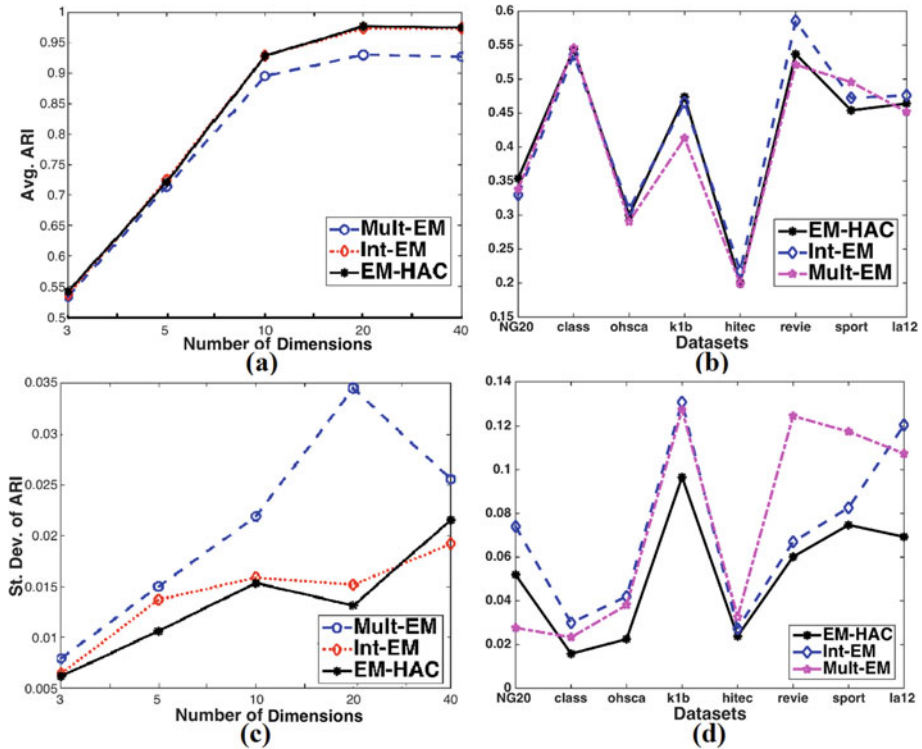 1
0.95
0.9
0.85
0.8
0.75
0.7
0.65
0.6
0.55
0.5
Avg. ARI
Mult-EM
Int-EM
EM-HAC
3
5
10
20
40
Number of Dimensions
(a)
0.6
0.55
0.5
0.45
0.4
0.35
0.3
0.25
0.2
0.15
EM-HAC
Int-EM
Mult-EM
NG20
class
ohsca
k1b
hitec
revie
sport
la12
Datasets
(b)
0.035
0.03
0.025
0.02
0.015
0.01
0.005
St. Dev. of ARI
Mult-EM
Int-EM
EM-HAC
3
5
10
20
40
Number of Dimensions
(c)
0.14
0.12
0.1
0.08
0.06
0.04
0.02
0
EM-HAC
Int-EM
Mult-EM
NG20
class
ohsca
k1b
hitec
revie
sport
la12
Datasets
(d)